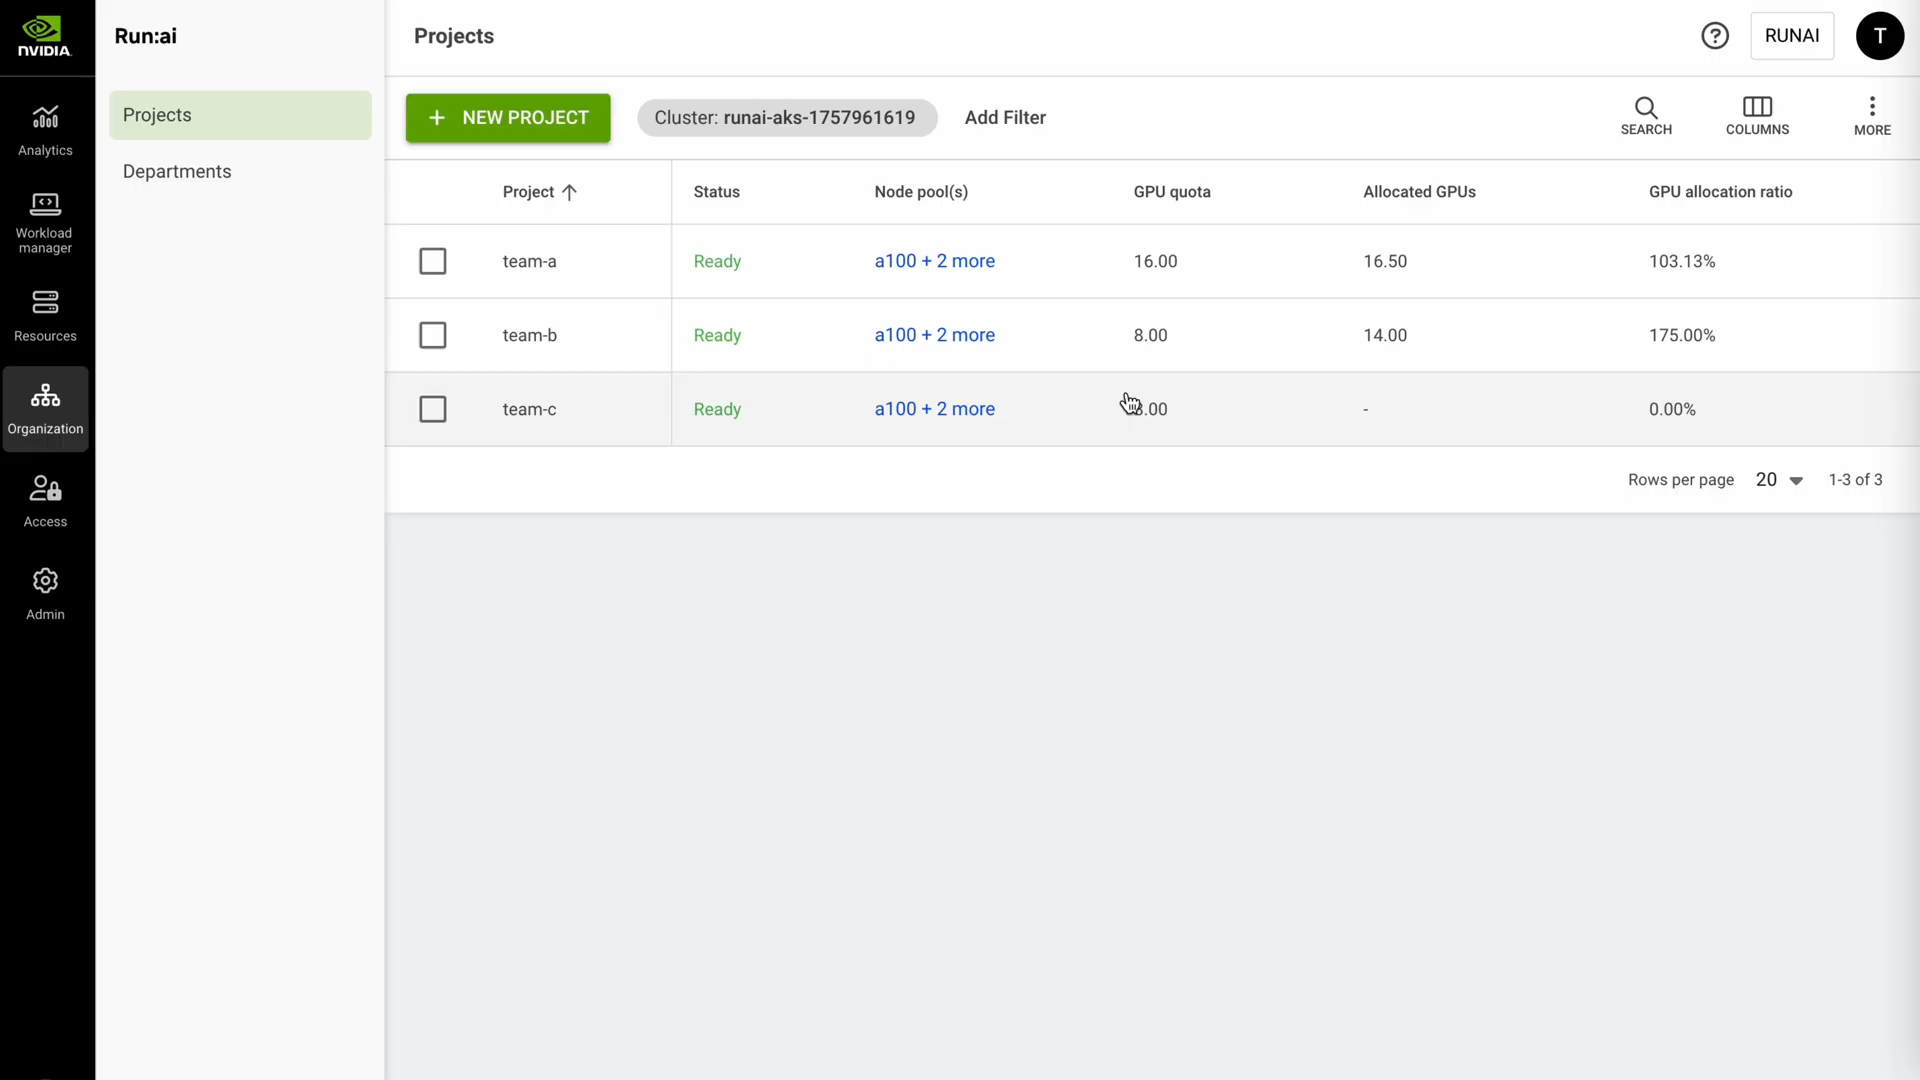 NVIDIA
Run:ai
Projects
RUNAI
T
Projects
Departments
Analytics
Workload
manager
Resources
Organization
Access
Admin
+ NEW PROJECT
Cluster: runai-aks-1757961619
Add Filter
SEARCH
COLUMNS
MORE
Project ↑ Status Node pool(s) GPU quota Allocated GPUs GPU allocation ratio
team-a Ready a100 + 2 more 16.00 16.50 103.13%
team-b Ready a100 + 2 more 8.00 14.00 175.00%
team-c Ready a100 + 2 more .00 - 0.00%
Rows per page 20 1-3 of 3